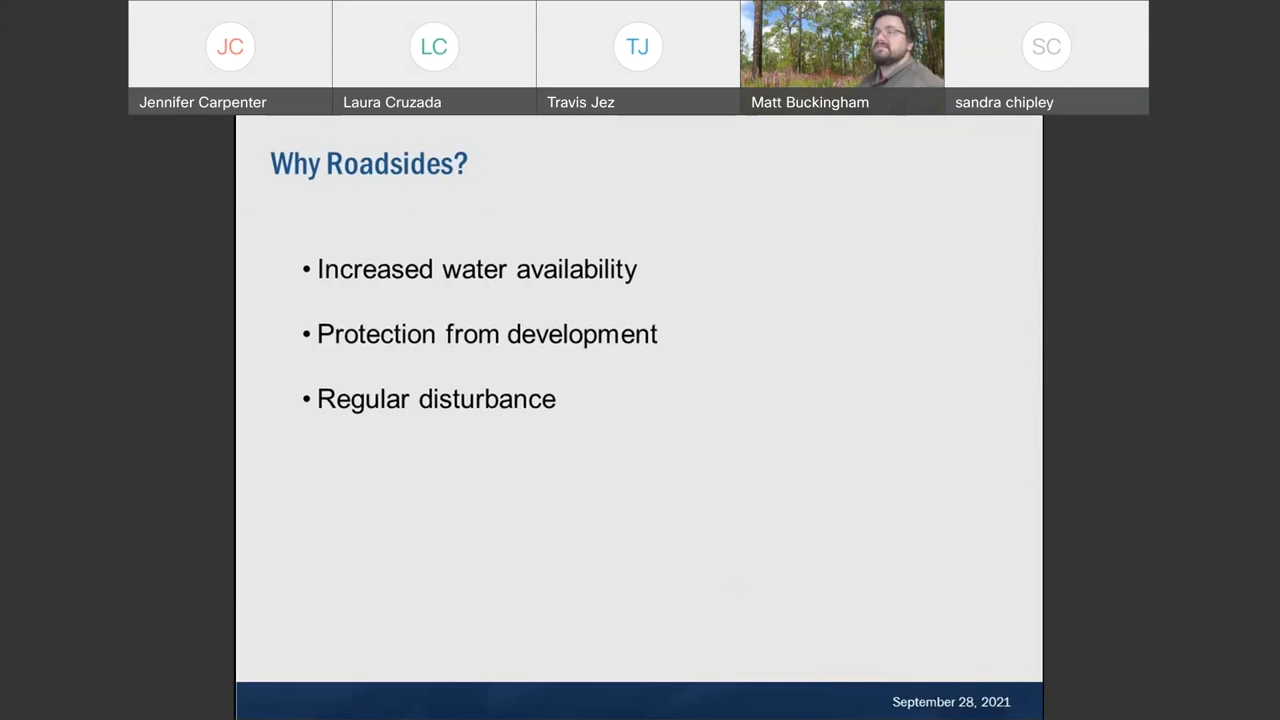 JC
LC
TJ
SC
Jennifer Carpenter
Laura Cruzada
Travis Jez
Matt Buckingham
sandra chipley
Why Roadsides?
• Increased water availability
• Protection from development
• Regular disturbance
September 28, 2021